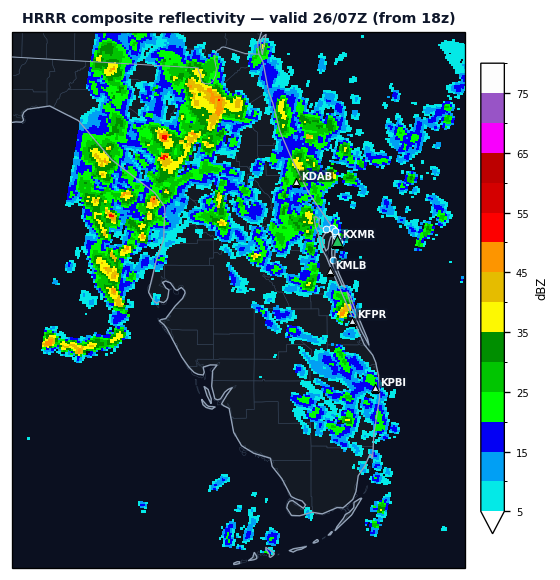 HRRR composite reflectivity — valid 26/07Z (from 18z)
KDAB
KXMR
KMLB
KFPR
KPBI
75
65
55
45
35
25
15
5
dBZ